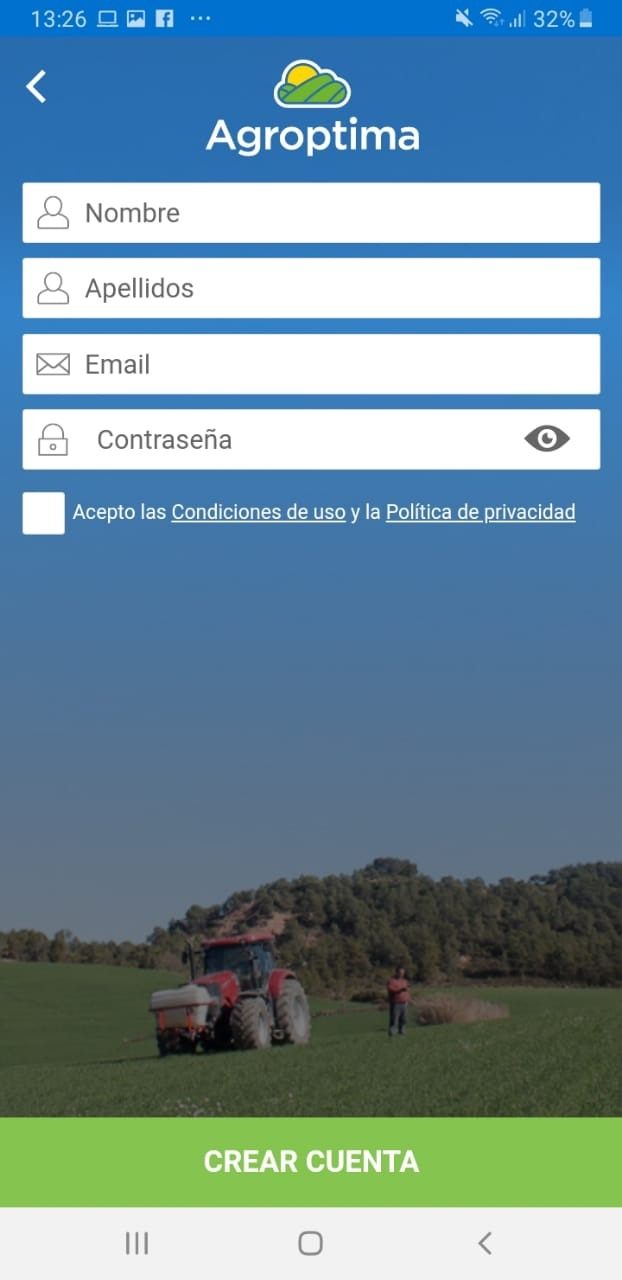 13:26 32%
Agroptima
Nombre
Apellidos
Email
Contraseña
Acepto las Condiciones de uso y la Política de privacidad
CREAR CUENTA